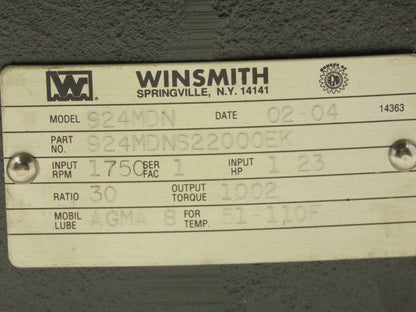 W WINSMITH
SPRINGVILLE, N.Y. 14141
MODEL 924MDN DATE 02-04 14363
PART NO. 924MDNS22000EK
INPUT RPM 1750 SER FAC 1 INPUT HP 1 23
RATIO 30 OUTPUT TORQUE 1002
MOBIL LUBE AGMA 8 FOR TEMP. 51-110F